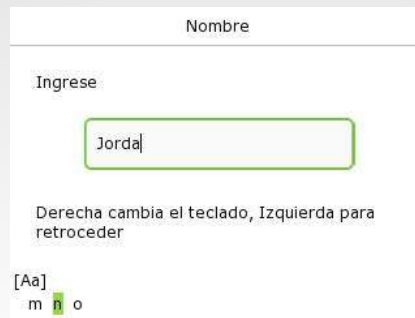 Nombre
Ingrese
Jorda
Derecha cambia el teclado, Izquierda para
retroceder
[Aa]
m n o